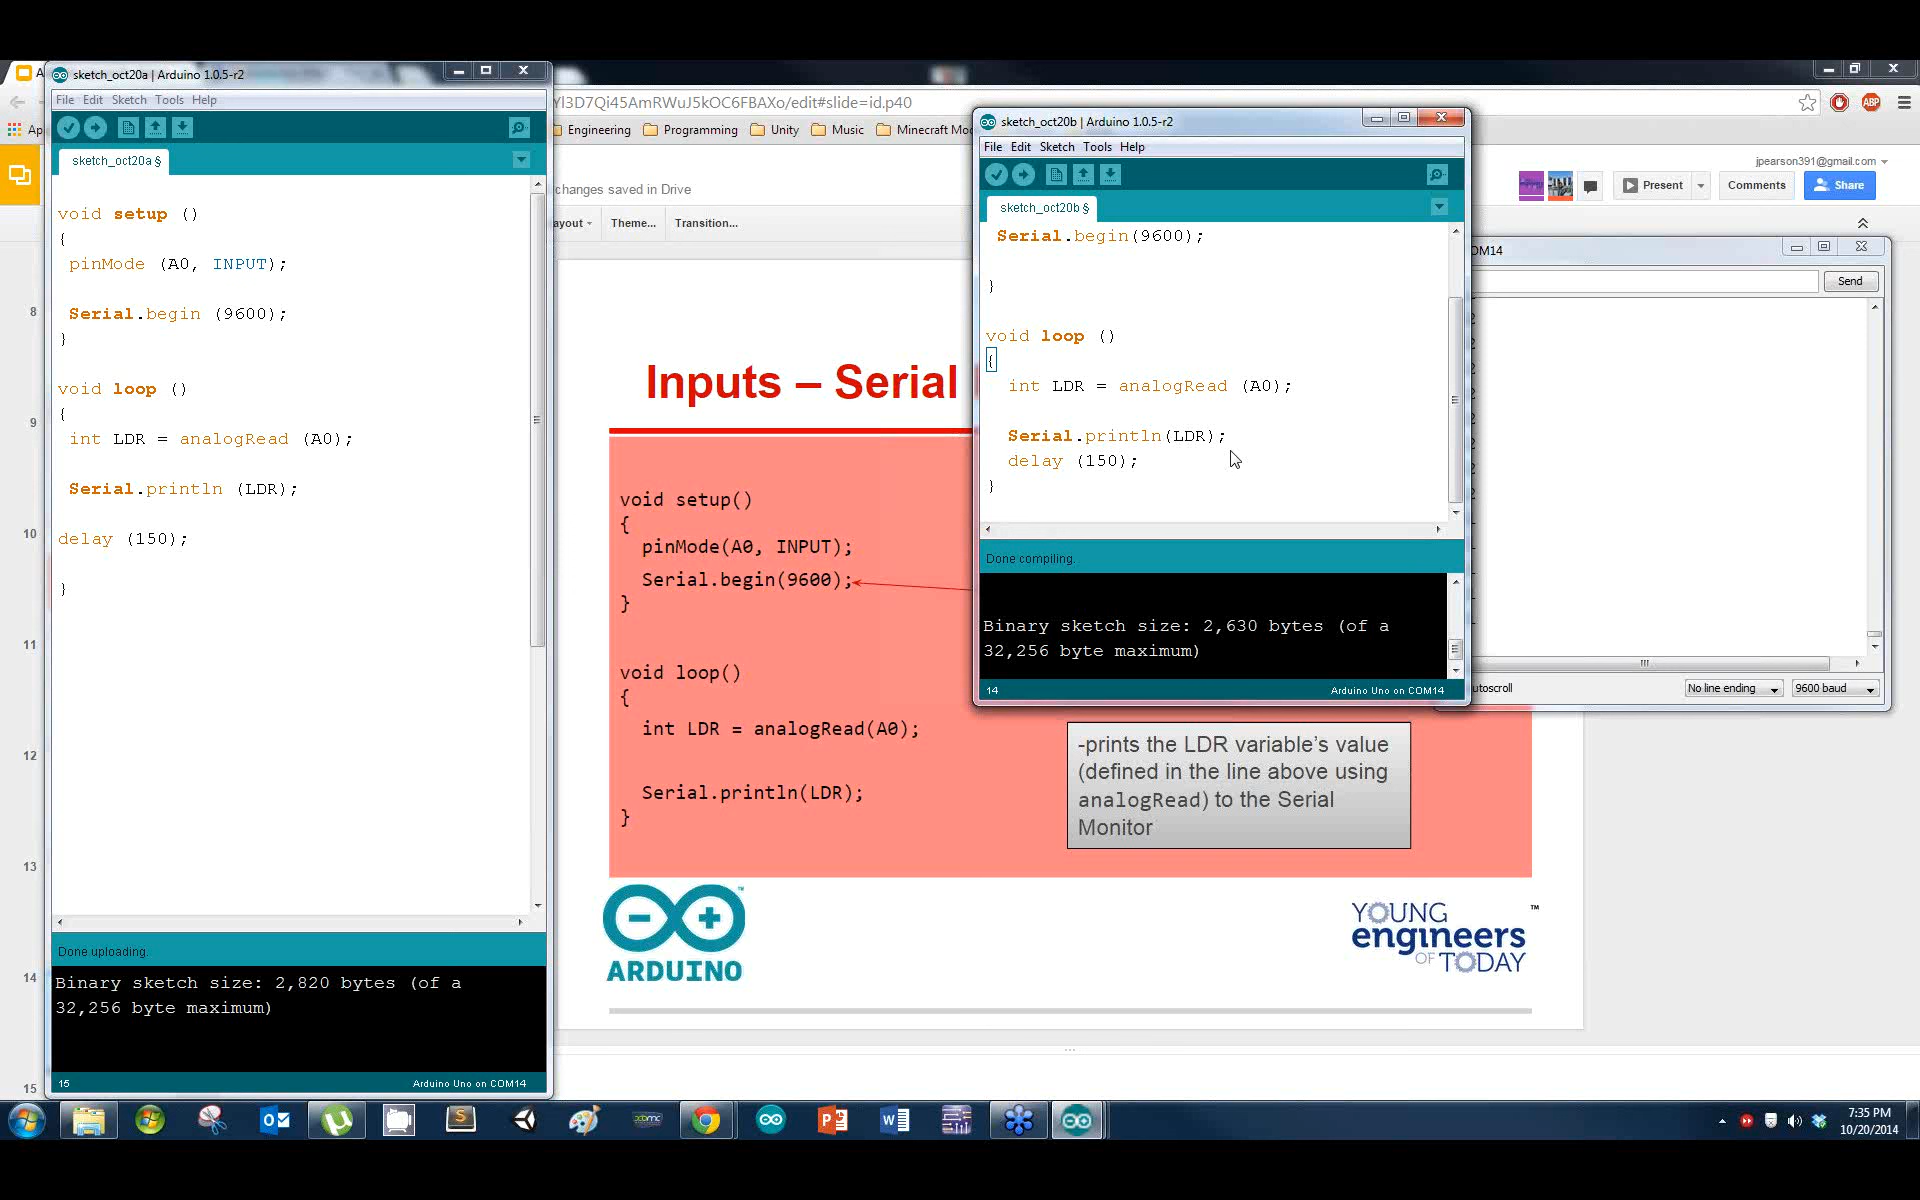 sketch_oct20a | Arduino 1.0.5-r2
File Edit Sketch Tools Help
sketch_oct20a §
void setup ()
{
pinMode (A0, INPUT);
Serial.begin (9600);
}
void loop ()
{
int LDR = analogRead (A0);
Serial.println (LDR);
delay (150);
}
Done uploading.
Binary sketch size: 2,820 bytes (of a
32,256 byte maximum)
15
Arduino Uno on COM14
Yl3D7Qi45AmRWuJ5kOC6FBAXo/edit#slide=id.p40
ABP
Engineering Programming Unity Music Minecraft Mo
jpearson391@gmail.com
changes saved in Drive
Present Comments Share
Theme... Transition...
8
9
10
11
12
13
14
15
Inputs – Serial
void setup()
{
pinMode(A0, INPUT);
Serial.begin(9600);
}
void loop()
{
int LDR = analogRead(A0);
Serial.println(LDR);
}
-prints the LDR variable's value
(defined in the line above using
analogRead) to the Serial
Monitor
ARDUINO
YOUNG
engineers
OF TODAY
™
sketch_oct20b | Arduino 1.0.5-r2
File Edit Sketch Tools Help
sketch_oct20b §
Serial.begin(9600);
}
void loop ()
{
int LDR = analogRead (A0);
Serial.println(LDR);
delay (150);
}
Done compiling.
Binary sketch size: 2,630 bytes (of a
32,256 byte maximum)
14
Arduino Uno on COM14
Send
No line ending 9600 baud
7:35 PM
10/20/2014